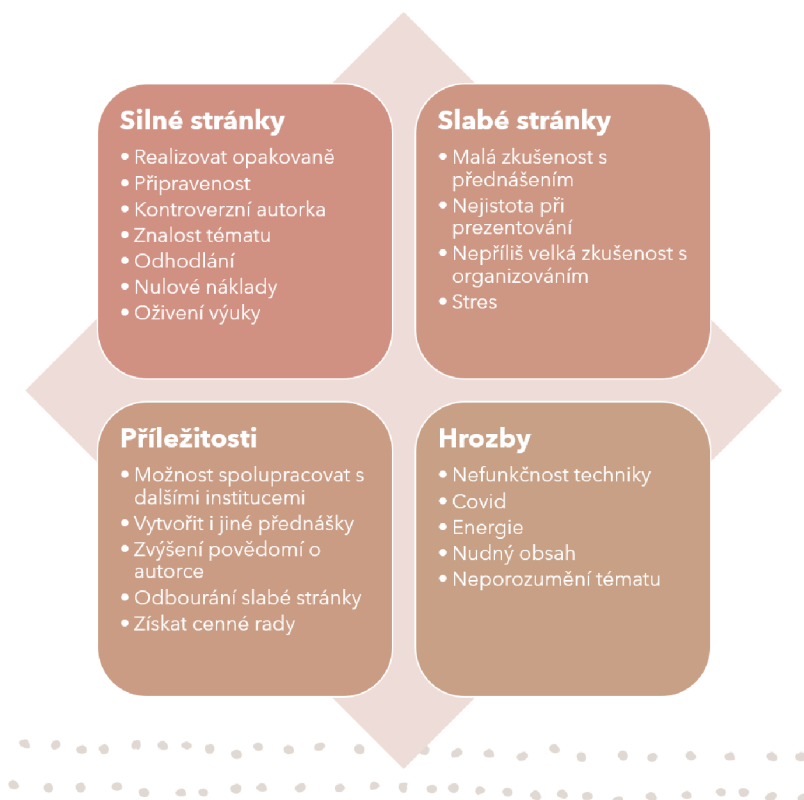 Silné stránky
• Realizovat opakovaně
• Připravenost
• Kontroverzní autorka
• Znalost tématu
• Odhodlání
• Nulové náklady
• Oživení výuky
Slabé stránky
• Malá zkušenost s
přednášením
• Nejistota při
prezentování
• Nepříliš velká zkušenost s
organizováním
• Stres
Příležitosti
• Možnost spolupracovat s
dalšími institucemi
• Vytvořit i jiné přednášky
• Zvýšení povědomí o
autorce
• Odbourání slabé stránky
• Získat cenné rady
Hrozby
• Nefunkčnost techniky
• Covid
• Energie
• Nudný obsah
• Neporozumění tématu